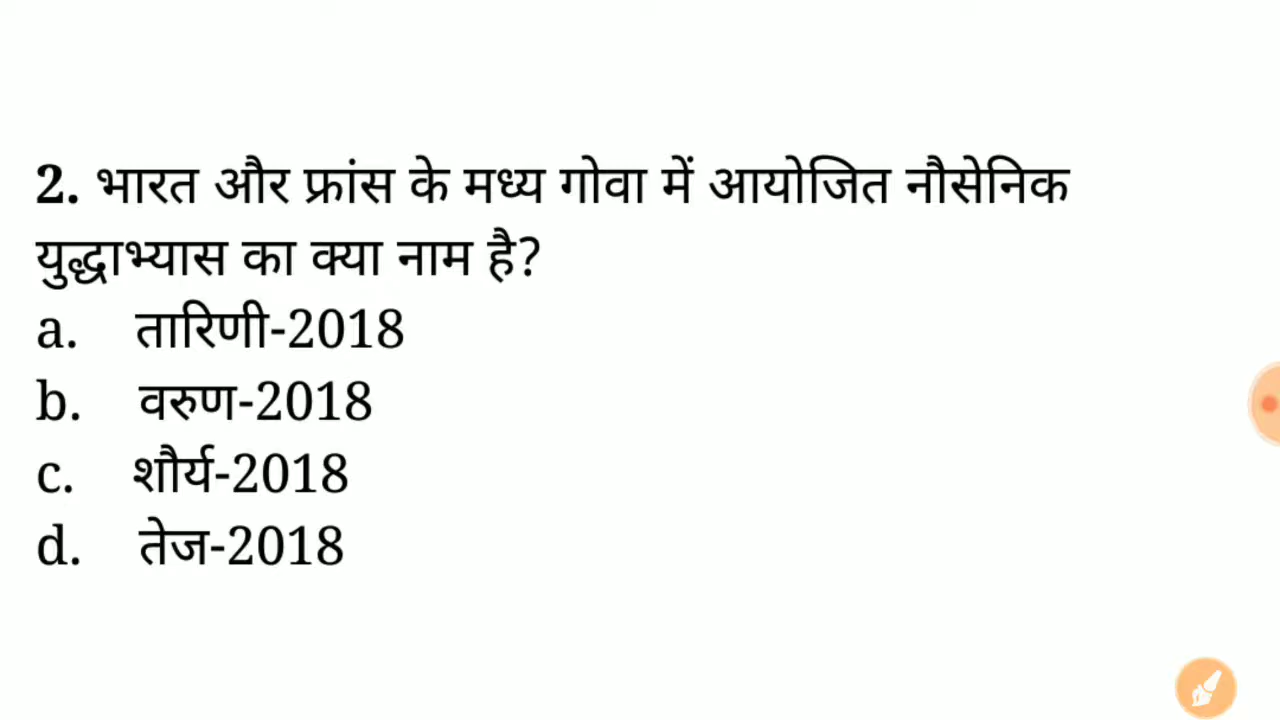 2. भारत और फ्रांस के मध्य गोवा में आयोजित नौसेनिक
युद्धाभ्यास का क्या नाम है?
a. तारिणी-2018
b. वरुण-2018
c. शौर्य-2018
d. तेज-2018